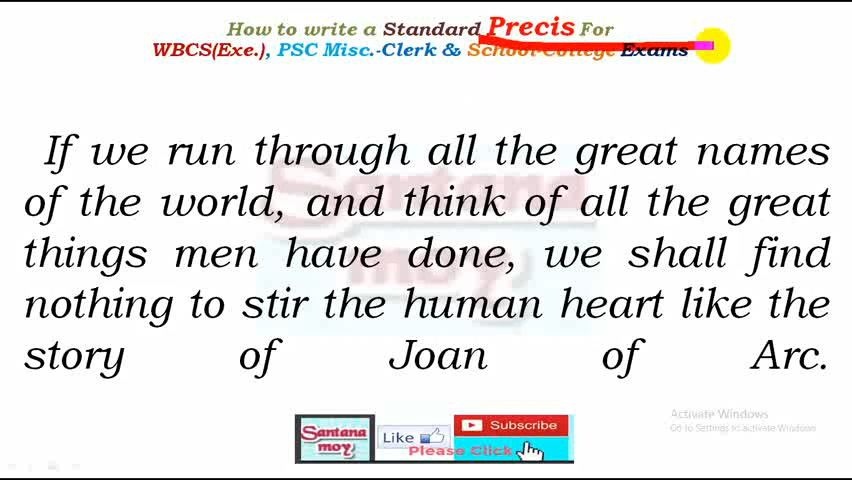 How to write a Standard Precis For
WBCS(Exe.), PSC Misc.-Clerk & School-College Exams
If we run through all the great names
of the world, and think of all the great
things men have done, we shall find
nothing to stir the human heart like the
story of Joan of Arc.
Santana
moy
Santana
moy
Like
Subscribe
Please Click
Activate Windows
Go to Settings to activate Windows